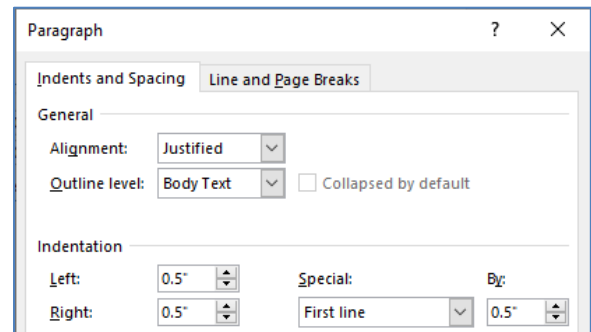 Paragraph ? ×
Indents and Spacing Line and Page Breaks
General
Alignment: Justified
Outline level: Body Text Collapsed by default
Indentation
Left: 0.5" Special: By:
Right: 0.5" First line 0.5"